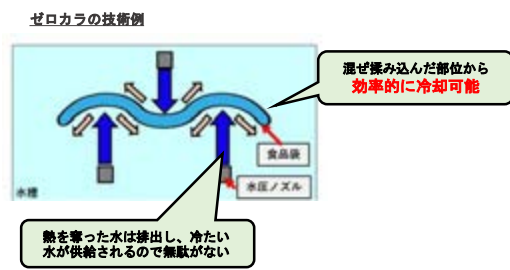 ゼロカラの技術例
混ぜ揉み込んだ部位から
効率的に冷却可能
食品袋
水圧ノズル
水槽
熱を奪った水は排出し、冷たい
水が供給されるので無駄がない